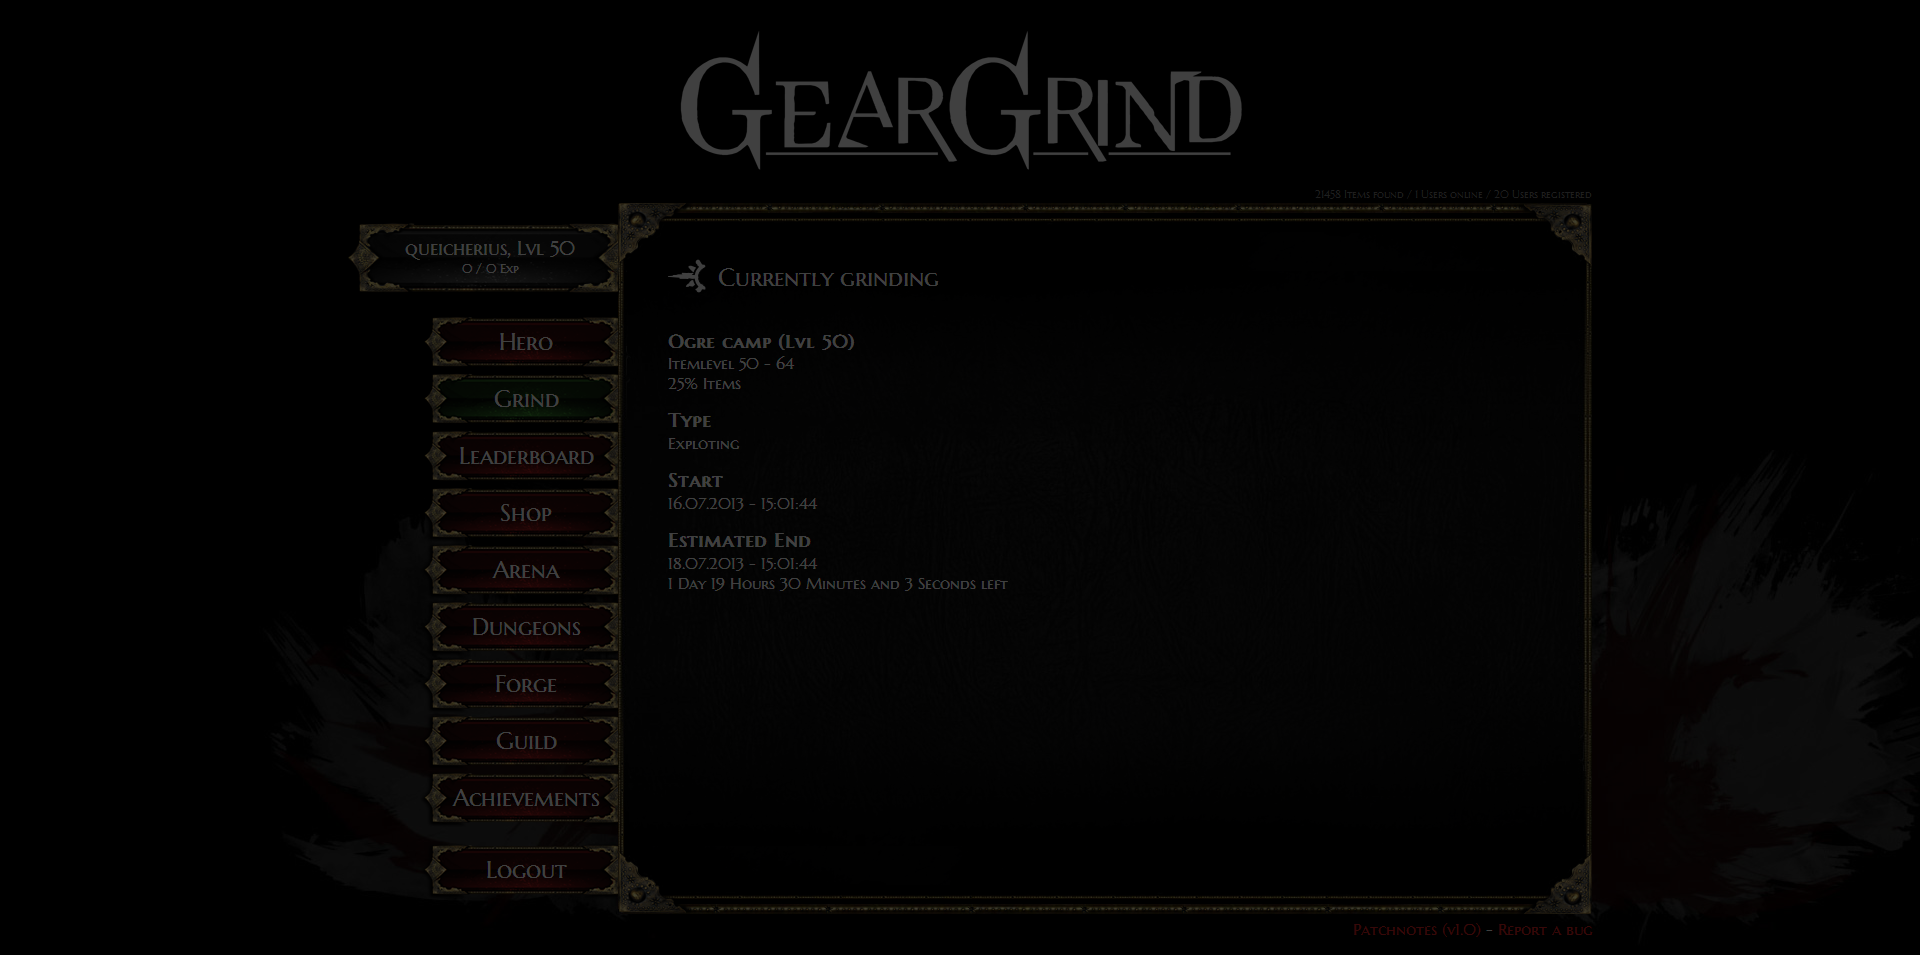 GearGrind
21458 Items found / 1 Users online / 20 Users registered
queicherius, Lvl 50
0 / 0 Exp
Hero
Grind
Leaderboard
Shop
Arena
Dungeons
Forge
Guild
Achievements
Logout
Currently grinding
Ogre camp (Lvl 50)
Itemlevel 50 - 64
25% Items
Type
Exploting
Start
16.07.2013 - 15:01:44
Estimated End
18.07.2013 - 15:01:44
1 Day 19 Hours 30 Minutes and 3 Seconds left
Patchnotes (v1.0) - Report a bug